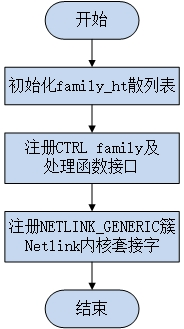 开始
初始化family_ht散列表
注册CTRL family及
处理函数接口
注册NETLINK_GENERIC簇
Netlink内核套接字
结束